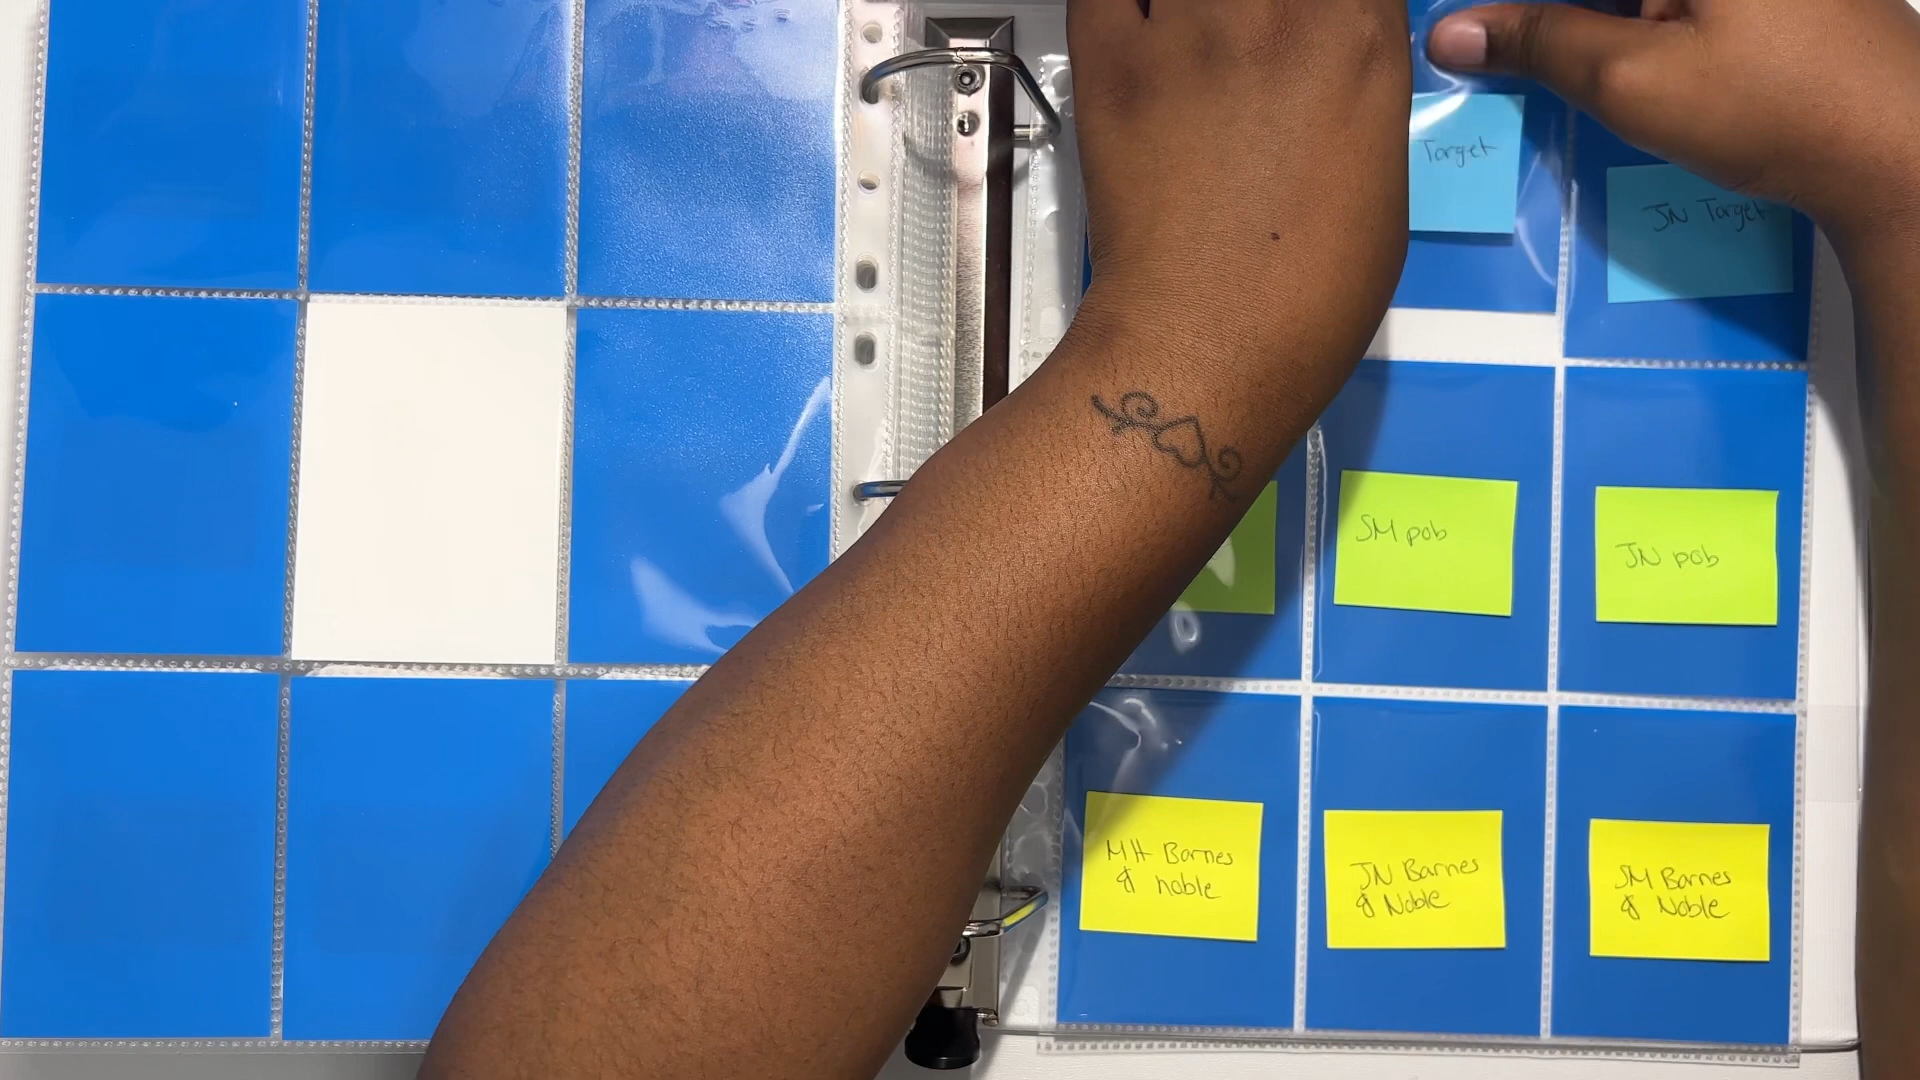 Target
JN Target
SM pob
JN pob
MH Barnes
& noble
JN Barnes
& Noble
SM Barnes
& Noble